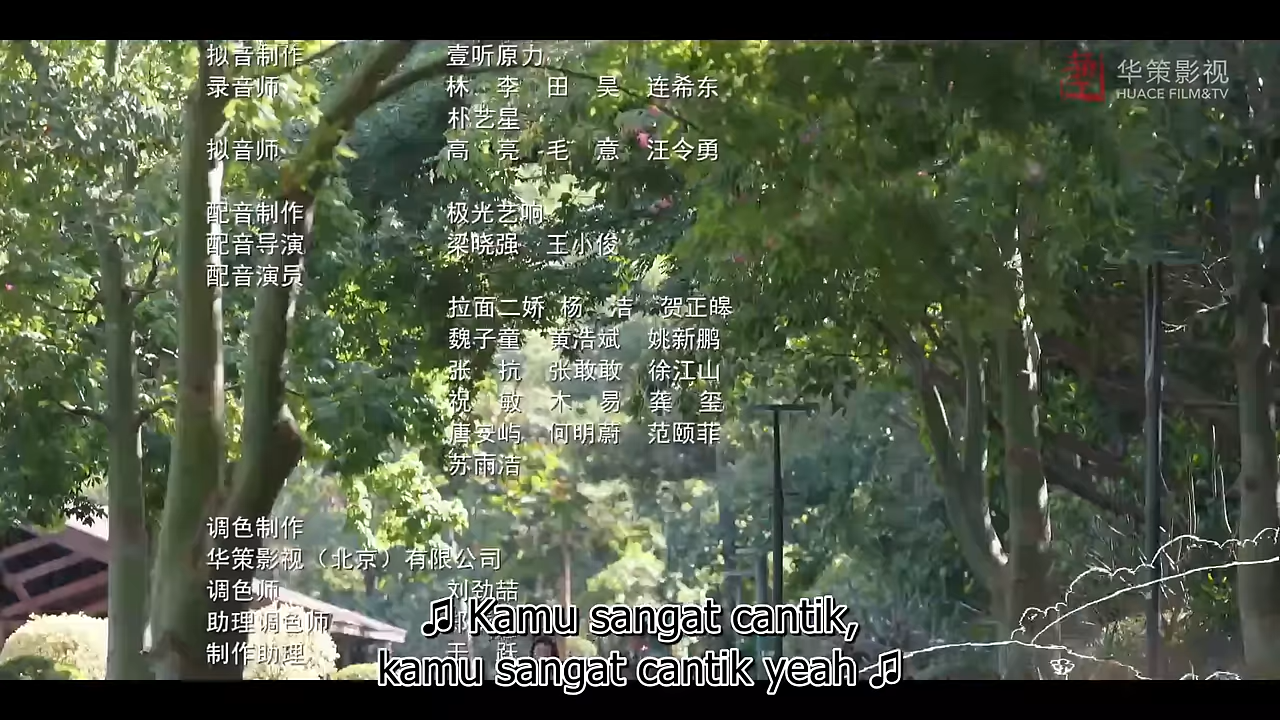 拟音制作 壹听原力
录音师 林 李 田 昊 连希东
朴艺星
拟音师 高 亮 毛 意 汪令勇
华策影视
HUACE FILM&TV
配音制作 极光艺响
配音导演 梁晓强 王小俊
配音演员
拉面二娇 杨 洁 贺正皞
魏子童 黄浩斌 姚新鹏
张 抗 张敢敢 徐江山
祝 敏 木 易 龚 玺
唐安屿 何明蔚 范颐菲
苏雨洁
调色制作
华策影视（北京）有限公司
调色师 刘劲喆
助理调色师
制作助理 王 跃
♫ Kamu sangat cantik,
kamu sangat cantik yeah ♫